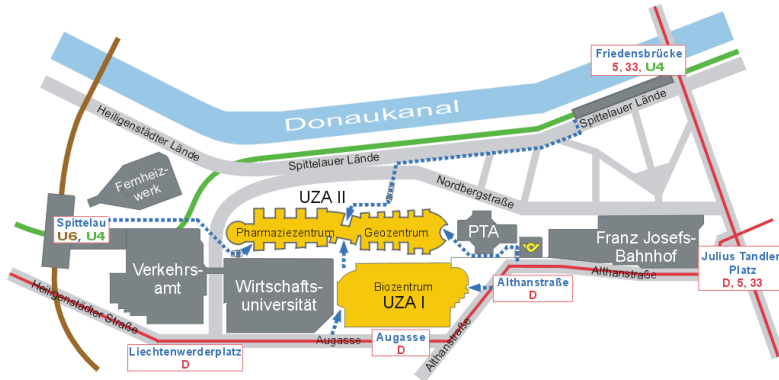 Friedensbrücke
5, 33, U4
Donaukanal
Heiligenstädter Lände
Spittelauer Lände
Spittelauer Lände
Fernheiz-
werk
Nordbergstraße
UZA II
Spittelau
U6, U4
Pharmaziezentrum
Geozentrum
PTA
Franz Josefs-
Bahnhof
Julius Tandler
Platz
D, 5, 33
Verkehrs-
amt
Wirtschafts-
universität
Biozentrum
UZA I
Althanstraße
D
Althanstraße
Heiligenstädter Straße
Liechtenwerderplatz
D
Augasse
Augasse
D
Althanstraße